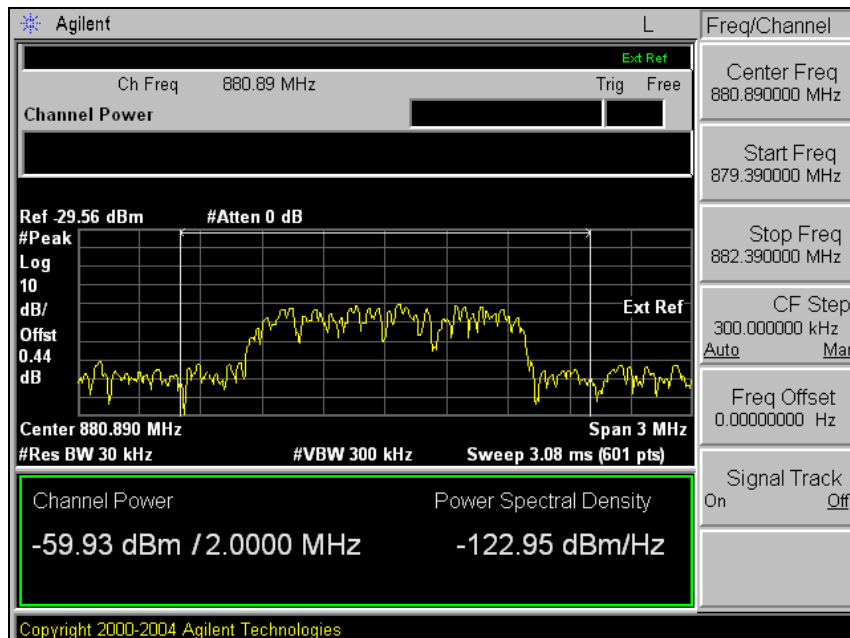 Agilent
L
Freq/Channel
Ext Ref
Ch Freq 880.89 MHz Trig Free
Channel Power
Center Freq
880.890000 MHz
Start Freq
879.390000 MHz
Stop Freq
882.390000 MHz
CF Step
300.000000 kHz
Auto Man
Freq Offset
0.00000000 Hz
Signal Track
On Off
Ref -29.56 dBm #Atten 0 dB
#Peak
Log
10
dB/
Offst
0.44
dB
Ext Ref
Center 880.890 MHz Span 3 MHz
#Res BW 30 kHz #VBW 300 kHz Sweep 3.08 ms (601 pts)
Channel Power Power Spectral Density
-59.93 dBm / 2.0000 MHz -122.95 dBm/Hz
Copyright 2000-2004 Agilent Technologies